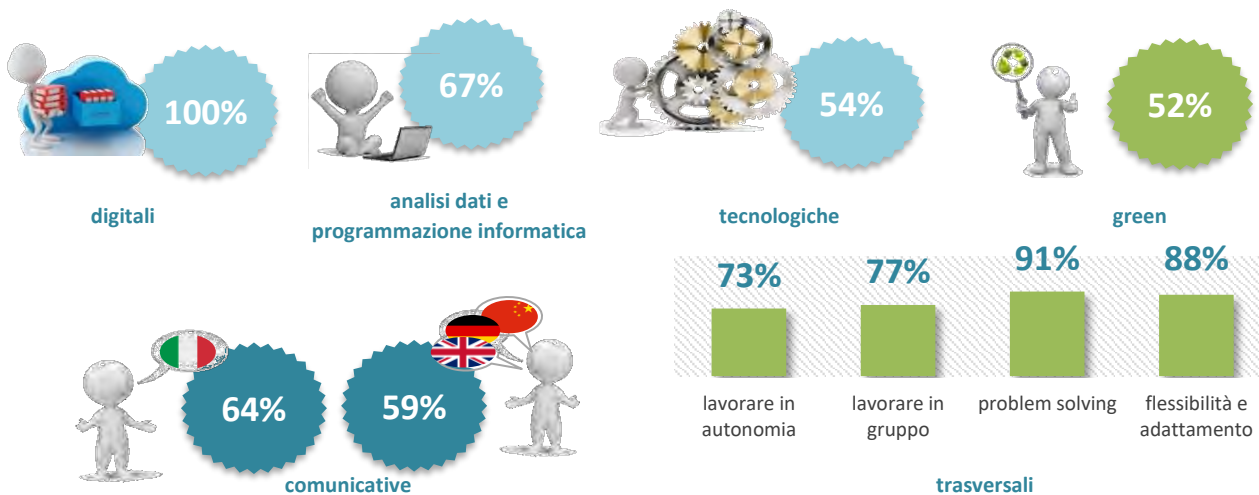 100%
67%
54%
52%
digitali
analisi dati e
programmazione informatica
tecnologiche
green
73%
77%
91%
88%
64%
59%
lavorare in
autonomia
lavorare in
gruppo
problem solving
flessibilità e
adattamento
comunicative
trasversali